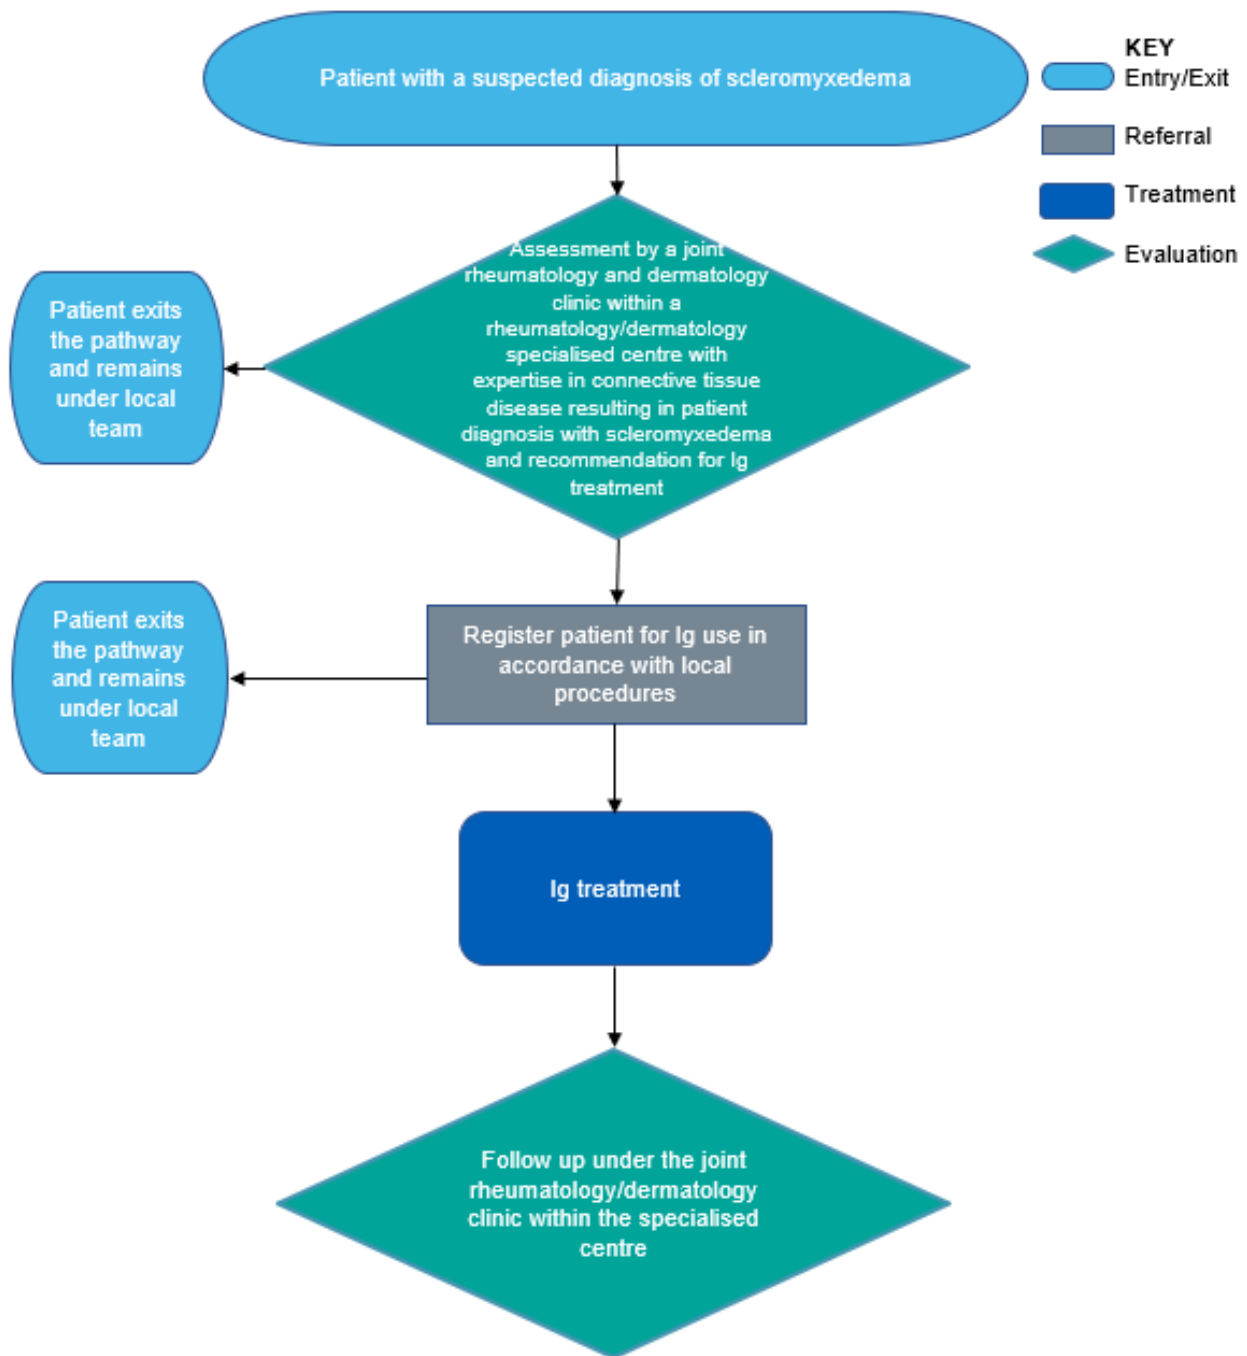 Patient with a suspected diagnosis of scleromyxedema
KEY
Entry/Exit
Referral
Treatment
Evaluation
Assessment by a joint
rheumatology and dermatology
clinic within a
rheumatology/dermatology
specialised centre with
expertise in connective tissue
disease resulting in patient
diagnosis with scleromyxedema
and recommendation for Ig
treatment
Patient exits
the pathway
and remains
under local
team
Register patient for Ig use in
accordance with local
procedures
Patient exits
the pathway
and remains
under local
team
Ig treatment
Follow up under the joint
rheumatology/dermatology
clinic within the specialised
centre